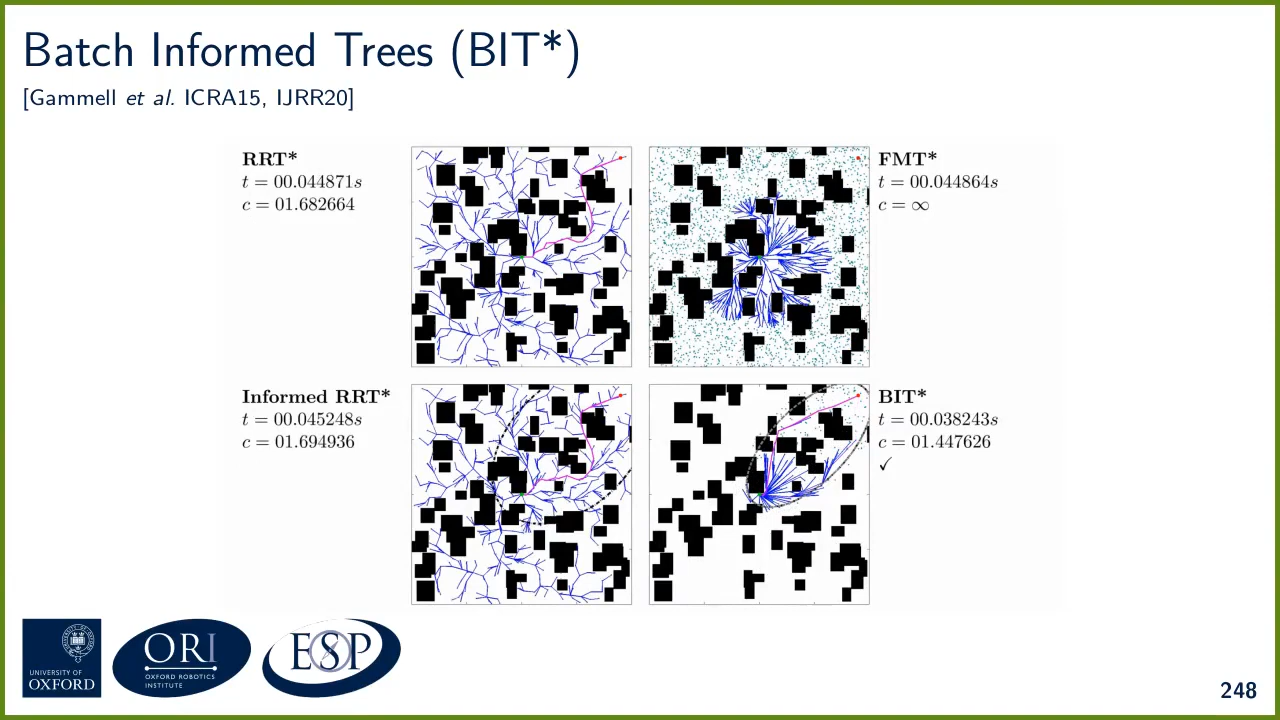 Batch Informed Trees (BIT*)
[Gammell et al. ICRA15, IJRR20]
RRT*
t = 00.044871s
c = 01.682664
FMT*
t = 00.044864s
c = ∞
Informed RRT*
t = 00.045248s
c = 01.694936
BIT*
t = 00.038243s
c = 01.447626
✓
UNIVERSITY OF
OXFORD
ORI
OXFORD ROBOTICS
INSTITUTE
ESP
248